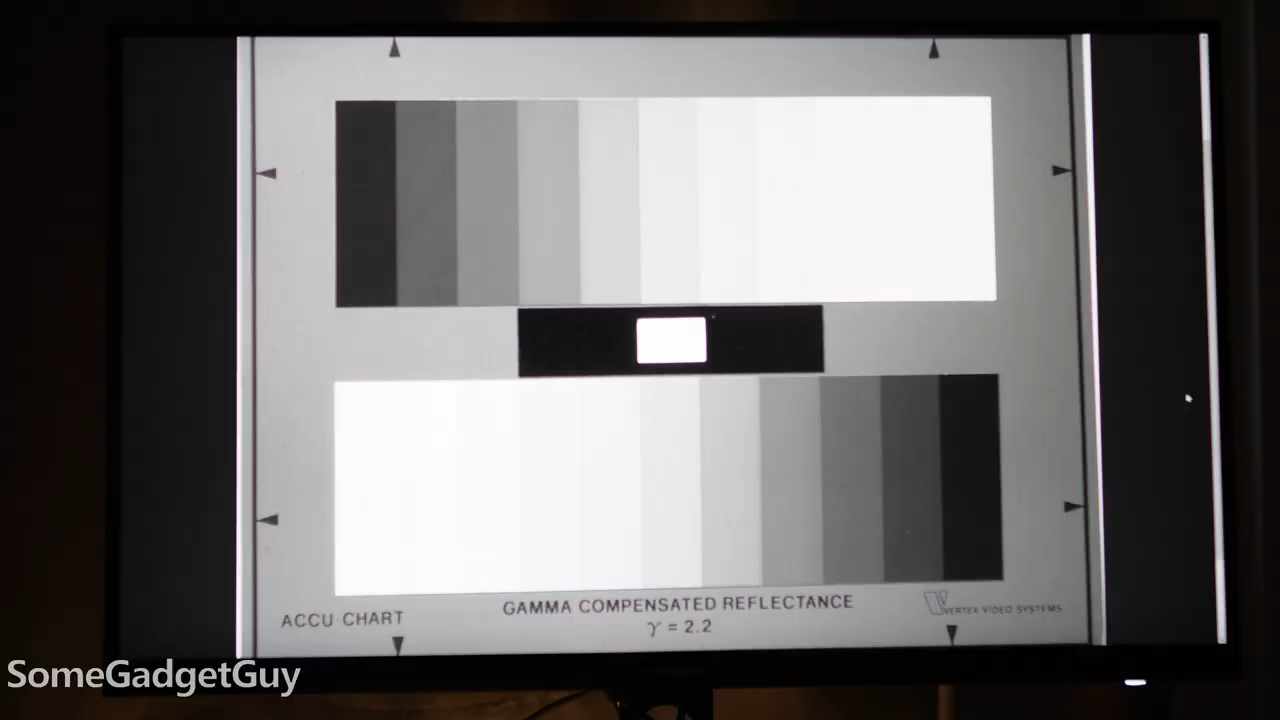 ACCU-CHART
GAMMA COMPENSATED REFLECTANCE
γ = 2.2
VERTEX VIDEO SYSTEMS
SomeGadgetGuy